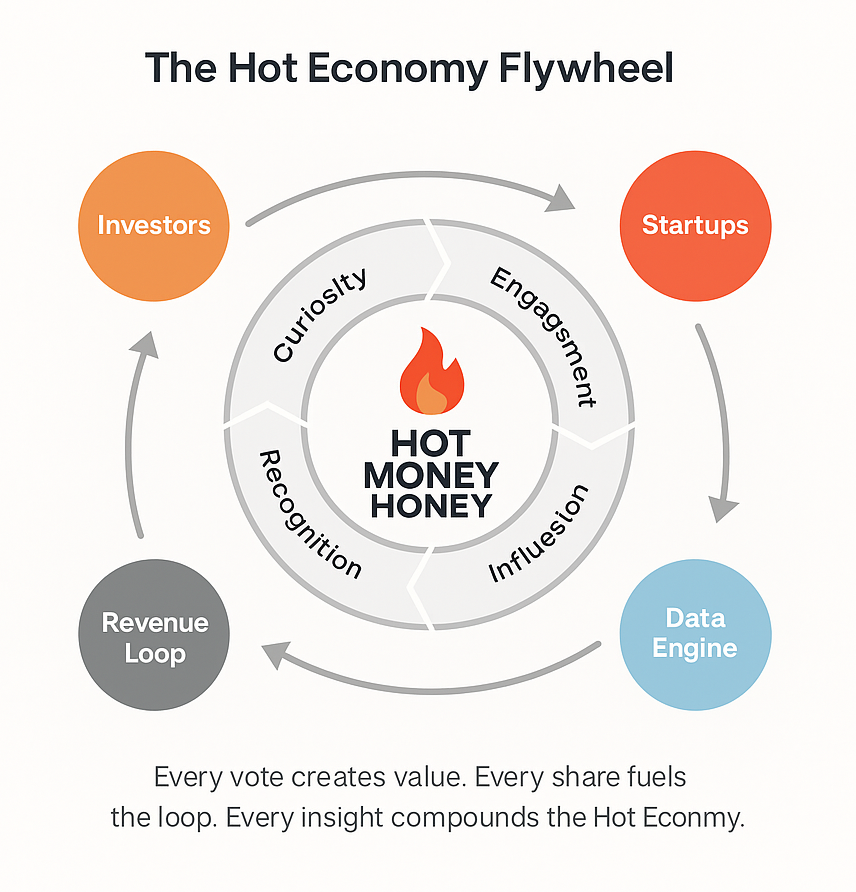 The Hot Economy Flywheel
Investors
Startups
Curioslty
Engagsment
HOT
MONEY
HONEY
Recognition
Influesion
Revenue
Loop
Data
Engine
Every vote creates value. Every share fuels
the loop. Every insight compounds the Hot Econmy.